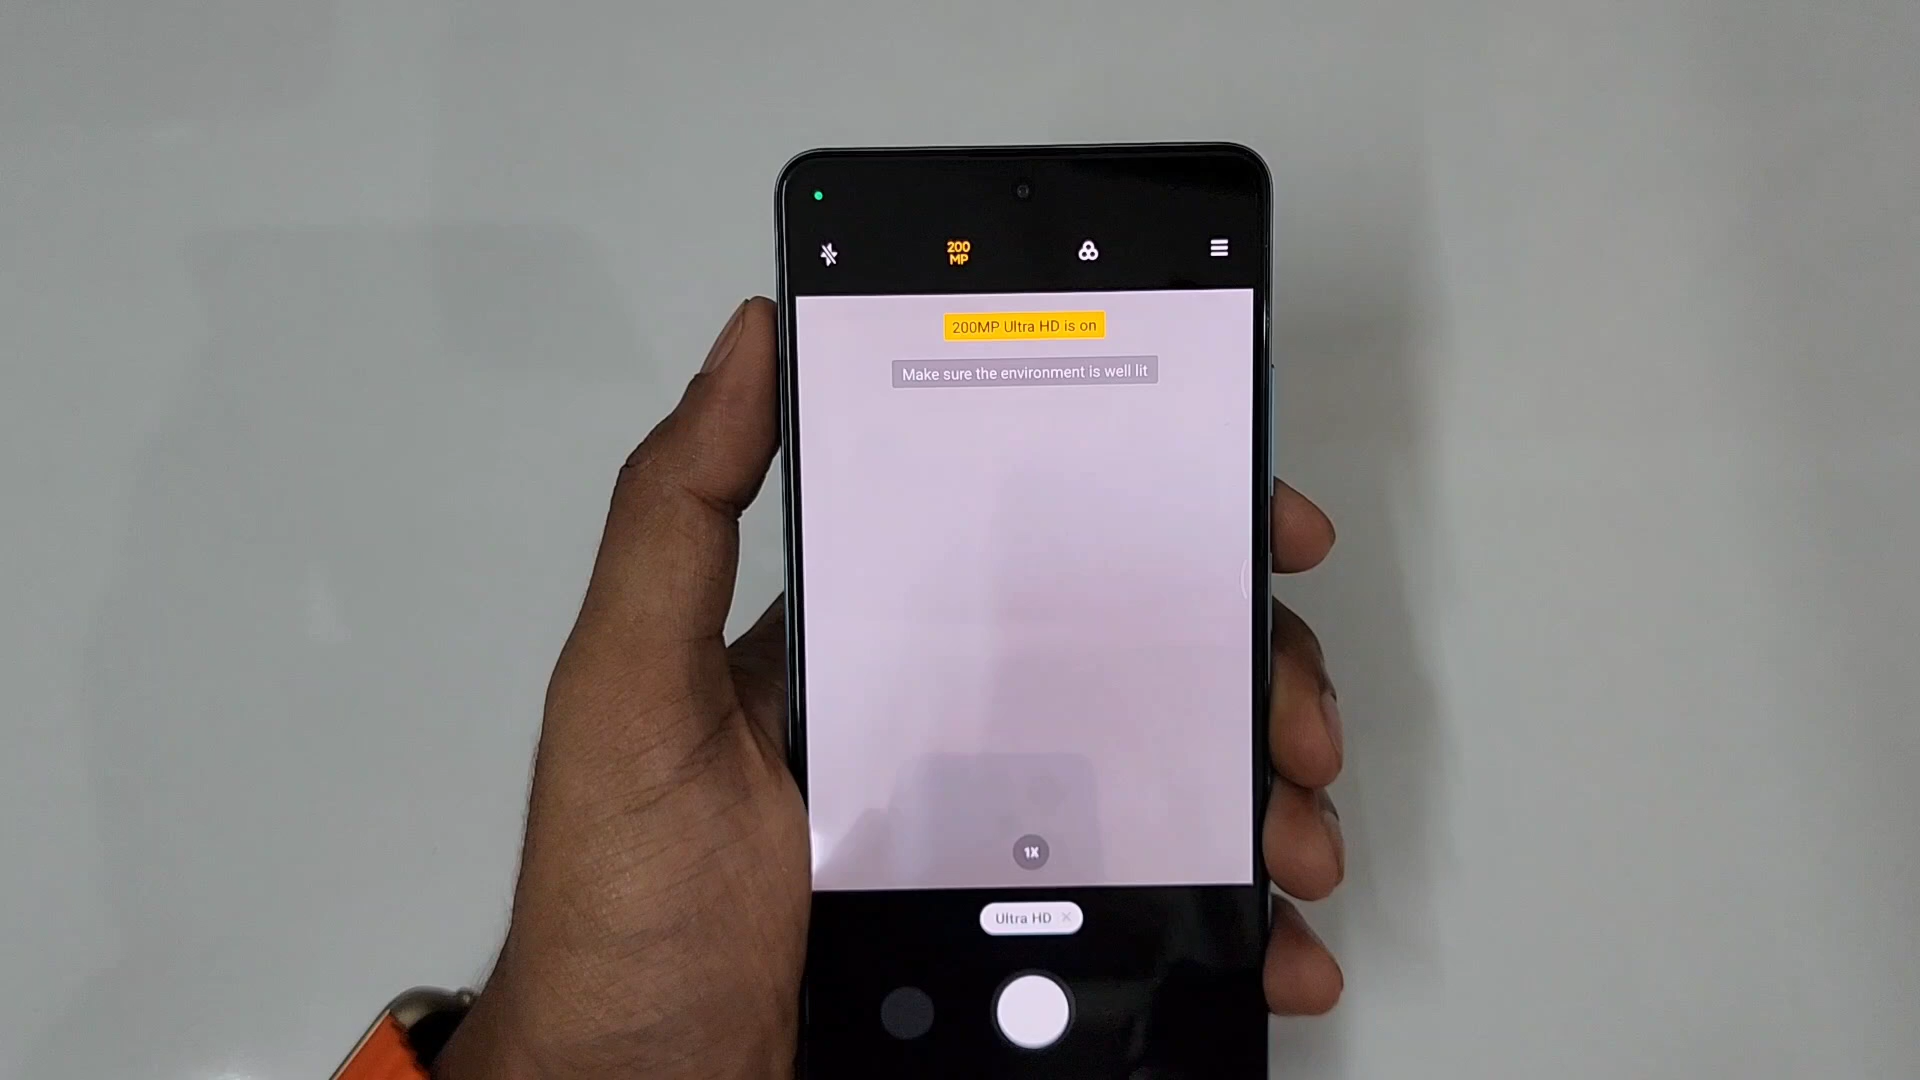 200
MP
200MP Ultra HD is on
Make sure the environment is well lit
1X
Ultra HD